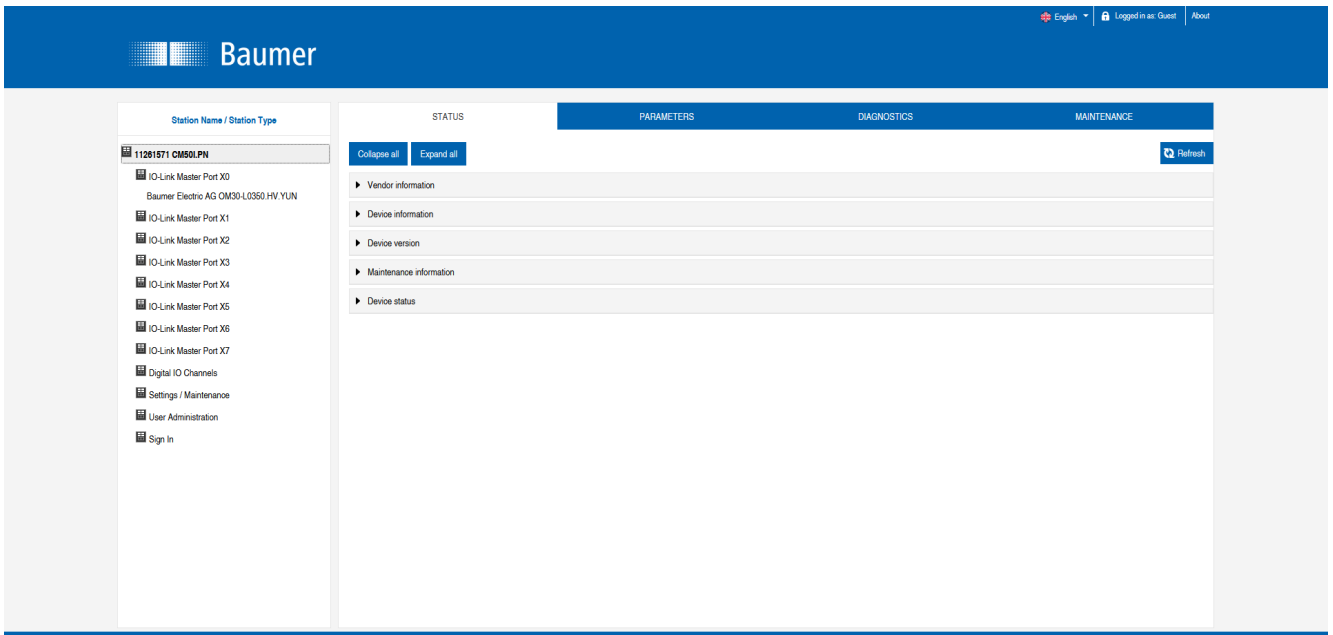 English
Logged in as: Guest
About
Baumer
Station Name / Station Type
11261571 CM50I.PN
IO-Link Master Port X0
Baumer Electric AG OM30-L0350.HV.YUN
IO-Link Master Port X1
IO-Link Master Port X2
IO-Link Master Port X3
IO-Link Master Port X4
IO-Link Master Port X5
IO-Link Master Port X6
IO-Link Master Port X7
Digital IO Channels
Settings / Maintenance
User Administration
Sign In
STATUS
PARAMETERS
DIAGNOSTICS
MAINTENANCE
Collapse all
Expand all
Refresh
Vendor information
Device information
Device version
Maintenance information
Device status